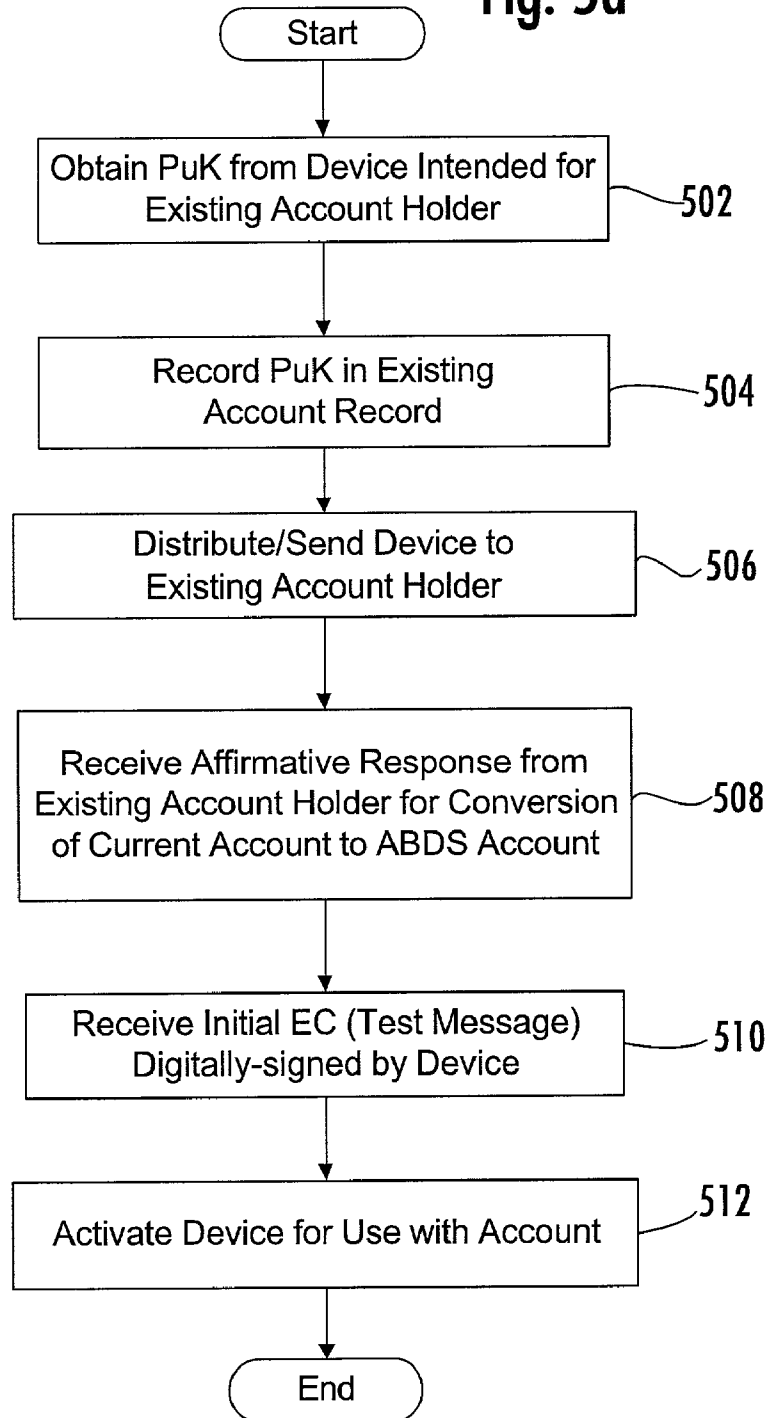 Fig. 5a
Start
Obtain PuK from Device Intended for
Existing Account Holder
502
Record PuK in Existing
Account Record
504
Distribute/Send Device to
Existing Account Holder
506
Receive Affirmative Response from
Existing Account Holder for Conversion
of Current Account to ABDS Account
508
Receive Initial EC (Test Message)
Digitally-signed by Device
510
Activate Device for Use with Account
512
End